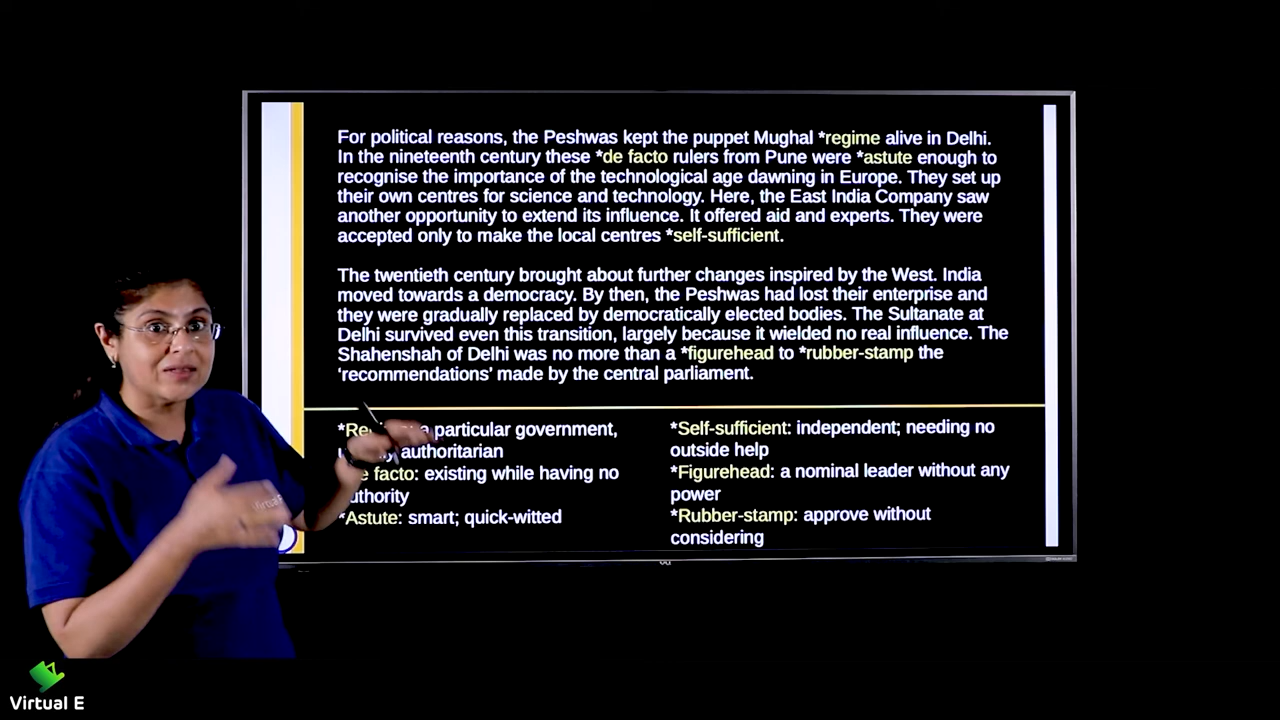 For political reasons, the Peshwas kept the puppet Mughal *regime alive in Delhi.
In the nineteenth century these *de facto rulers from Pune were *astute enough to
recognise the importance of the technological age dawning in Europe. They set up
their own centres for science and technology. Here, the East India Company saw
another opportunity to extend its influence. It offered aid and experts. They were
accepted only to make the local centres *self-sufficient.
The twentieth century brought about further changes inspired by the West. India
moved towards a democracy. By then, the Peshwas had lost their enterprise and
they were gradually replaced by democratically elected bodies. The Sultanate at
Delhi survived even this transition, largely because it wielded no real influence. The
Shahenshah of Delhi was no more than a *figurehead to *rubber-stamp the
‘recommendations’ made by the central parliament.
a particular government,
authoritarian
facto: existing while having no
authority
*Astute: smart; quick-witted
*Self-sufficient: independent; needing no
outside help
*Figurehead: a nominal leader without any
power
*Rubber-stamp: approve without
considering
Virtual E